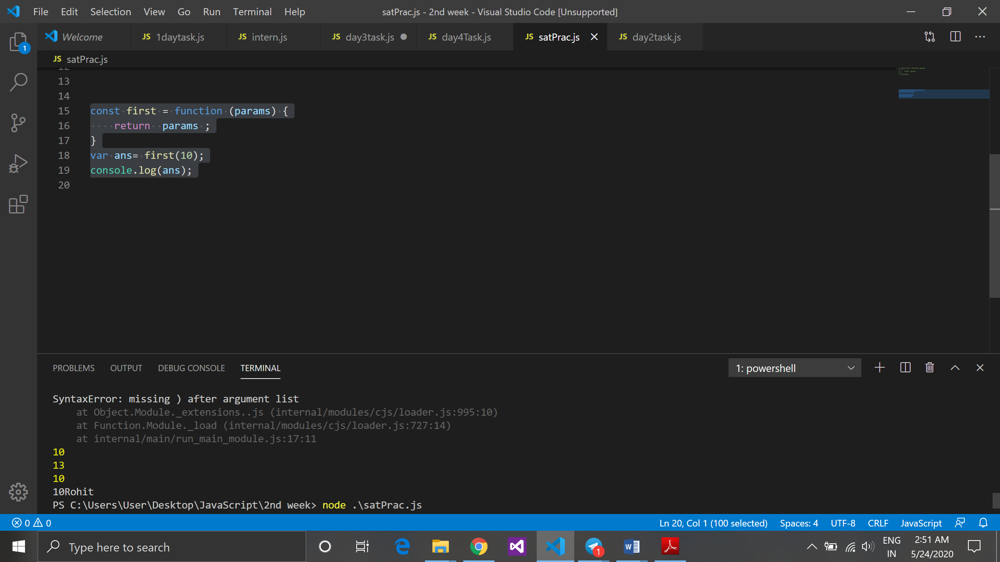 File Edit Selection View Go Run Terminal Help satPrac.js - 2nd week - Visual Studio Code [Unsupported]
Welcome JS 1daytask.js JS intern.js JS day3task.js JS day4Task.js JS satPrac.js JS day2task.js
1
JS satPrac.js
12
13
14
15 const first = function (params) {
16     return  params ;
17 }
18 var ans= first(10);
19 console.log(ans);
20
PROBLEMS OUTPUT DEBUG CONSOLE TERMINAL 1: powershell
SyntaxError: missing ) after argument list
    at Object.Module._extensions..js (internal/modules/cjs/loader.js:995:10)
    at Function.Module._load (internal/modules/cjs/loader.js:727:14)
    at internal/main/run_main_module.js:17:11
10
13
10
10Rohit
PS C:\Users\User\Desktop\JavaScript\2nd week> node .\satPrac.js
0 0 Ln 20, Col 1 (100 selected) Spaces: 4 UTF-8 CRLF JavaScript
Type here to search 1 ENG 2:51 AM
IN 5/24/2020